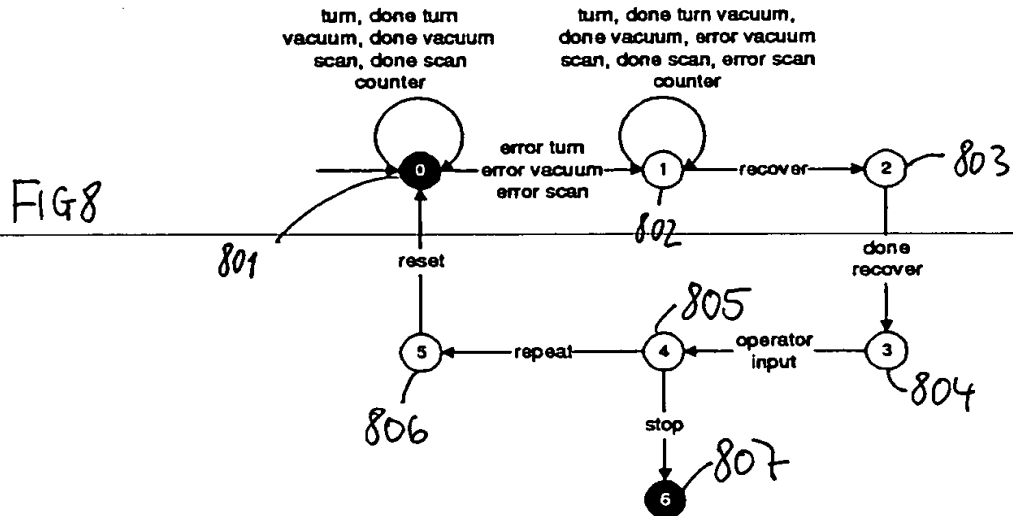 turn, done turn
vacuum, done vacuum
scan, done scan
counter
turn, done turn vacuum,
done vacuum, error vacuum
scan, done scan, error scan
counter
0
error turn
error vacuum
error scan
1
recover
2
803
FIG8
801
802
reset
done
recover
805
5
repeat
4
operator
input
3
806
804
stop
807
6